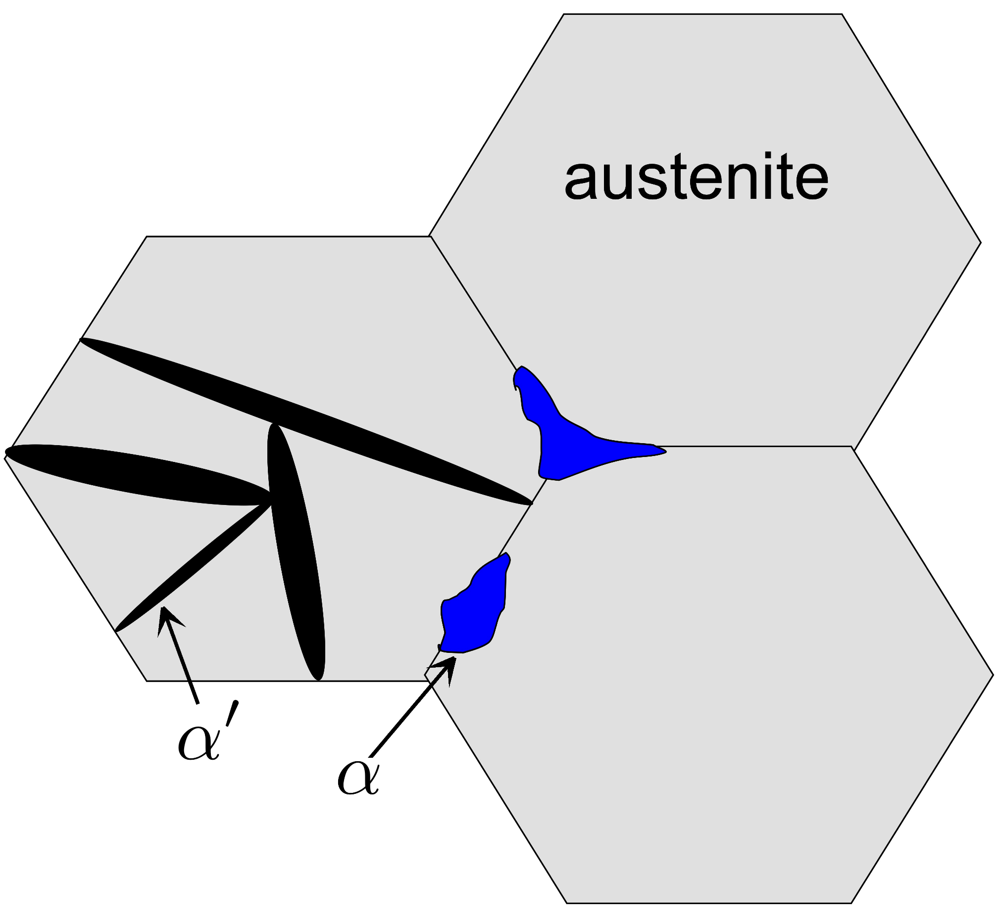 austenite
α′
α